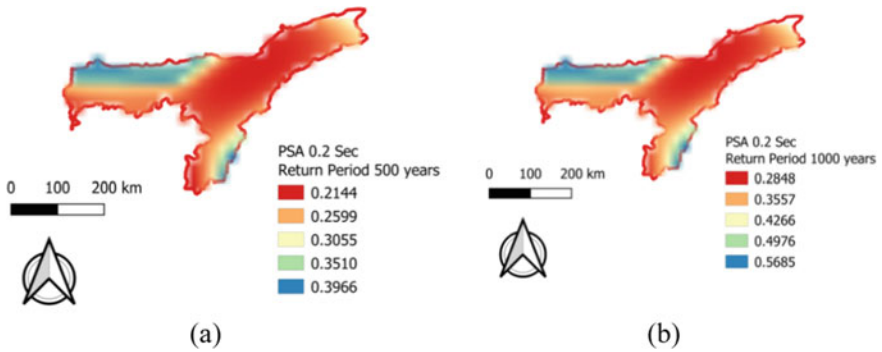 PSA 0.2 Sec
Return Period 500 years
0.2144
0.2599
0.3055
0.3510
0.3966
0 100 200 km
(a)
PSA 0.2 Sec
Return Period 1000 years
0.2848
0.3557
0.4266
0.4976
0.5685
0 100 200 km
(b)